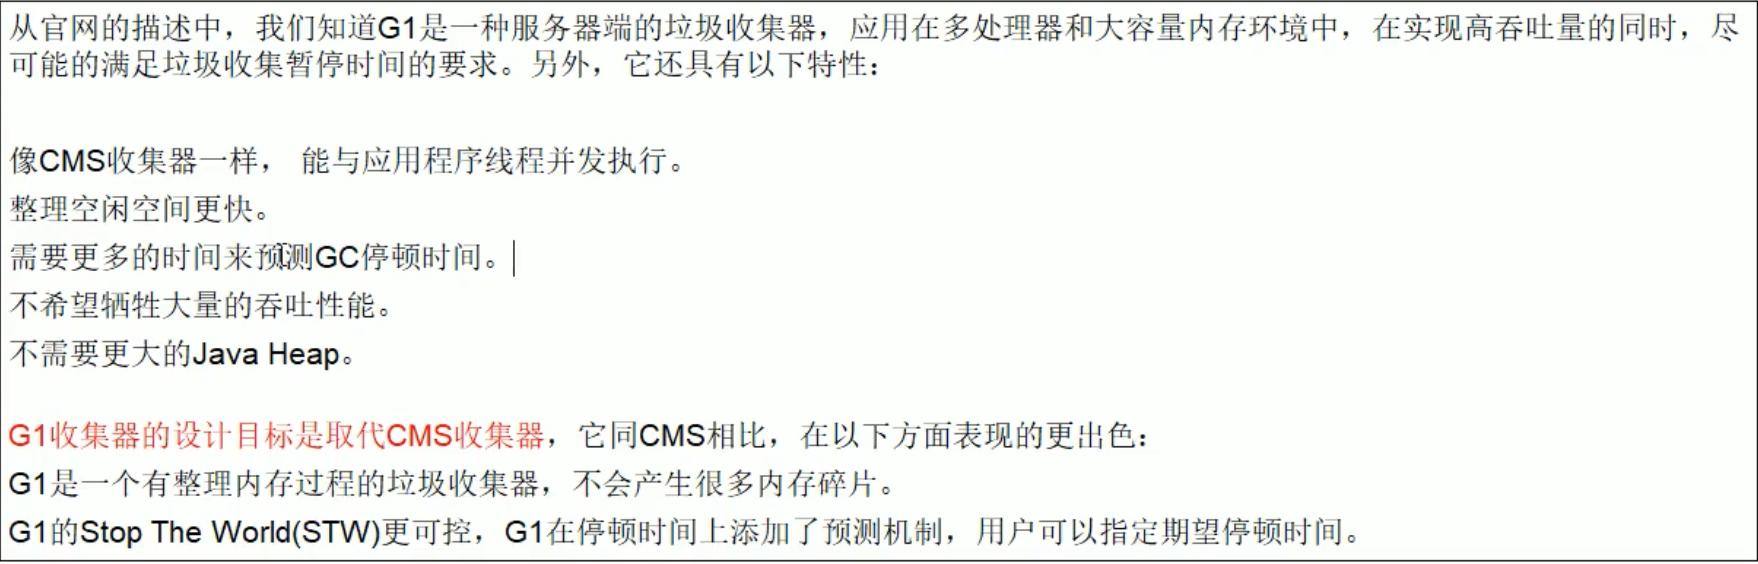 从官网的描述中，我们知道G1是一种服务器端的垃圾收集器，应用在多处理器和大容量内存环境中，在实现高吞吐量的同时，尽
可能的满足垃圾收集暂停时间的要求。另外，它还具有以下特性：
像CMS收集器一样， 能与应用程序线程并发执行。
整理空闲空间更快。
需要更多的时间来预测GC停顿时间。
不希望牺牲大量的吞吐性能。
不需要更大的Java Heap。
G1收集器的设计目标是取代CMS收集器，它同CMS相比，在以下方面表现的更出色：
G1是一个有整理内存过程的垃圾收集器，不会产生很多内存碎片。
G1的Stop The World(STW)更可控，G1在停顿时间上添加了预测机制，用户可以指定期望停顿时间。